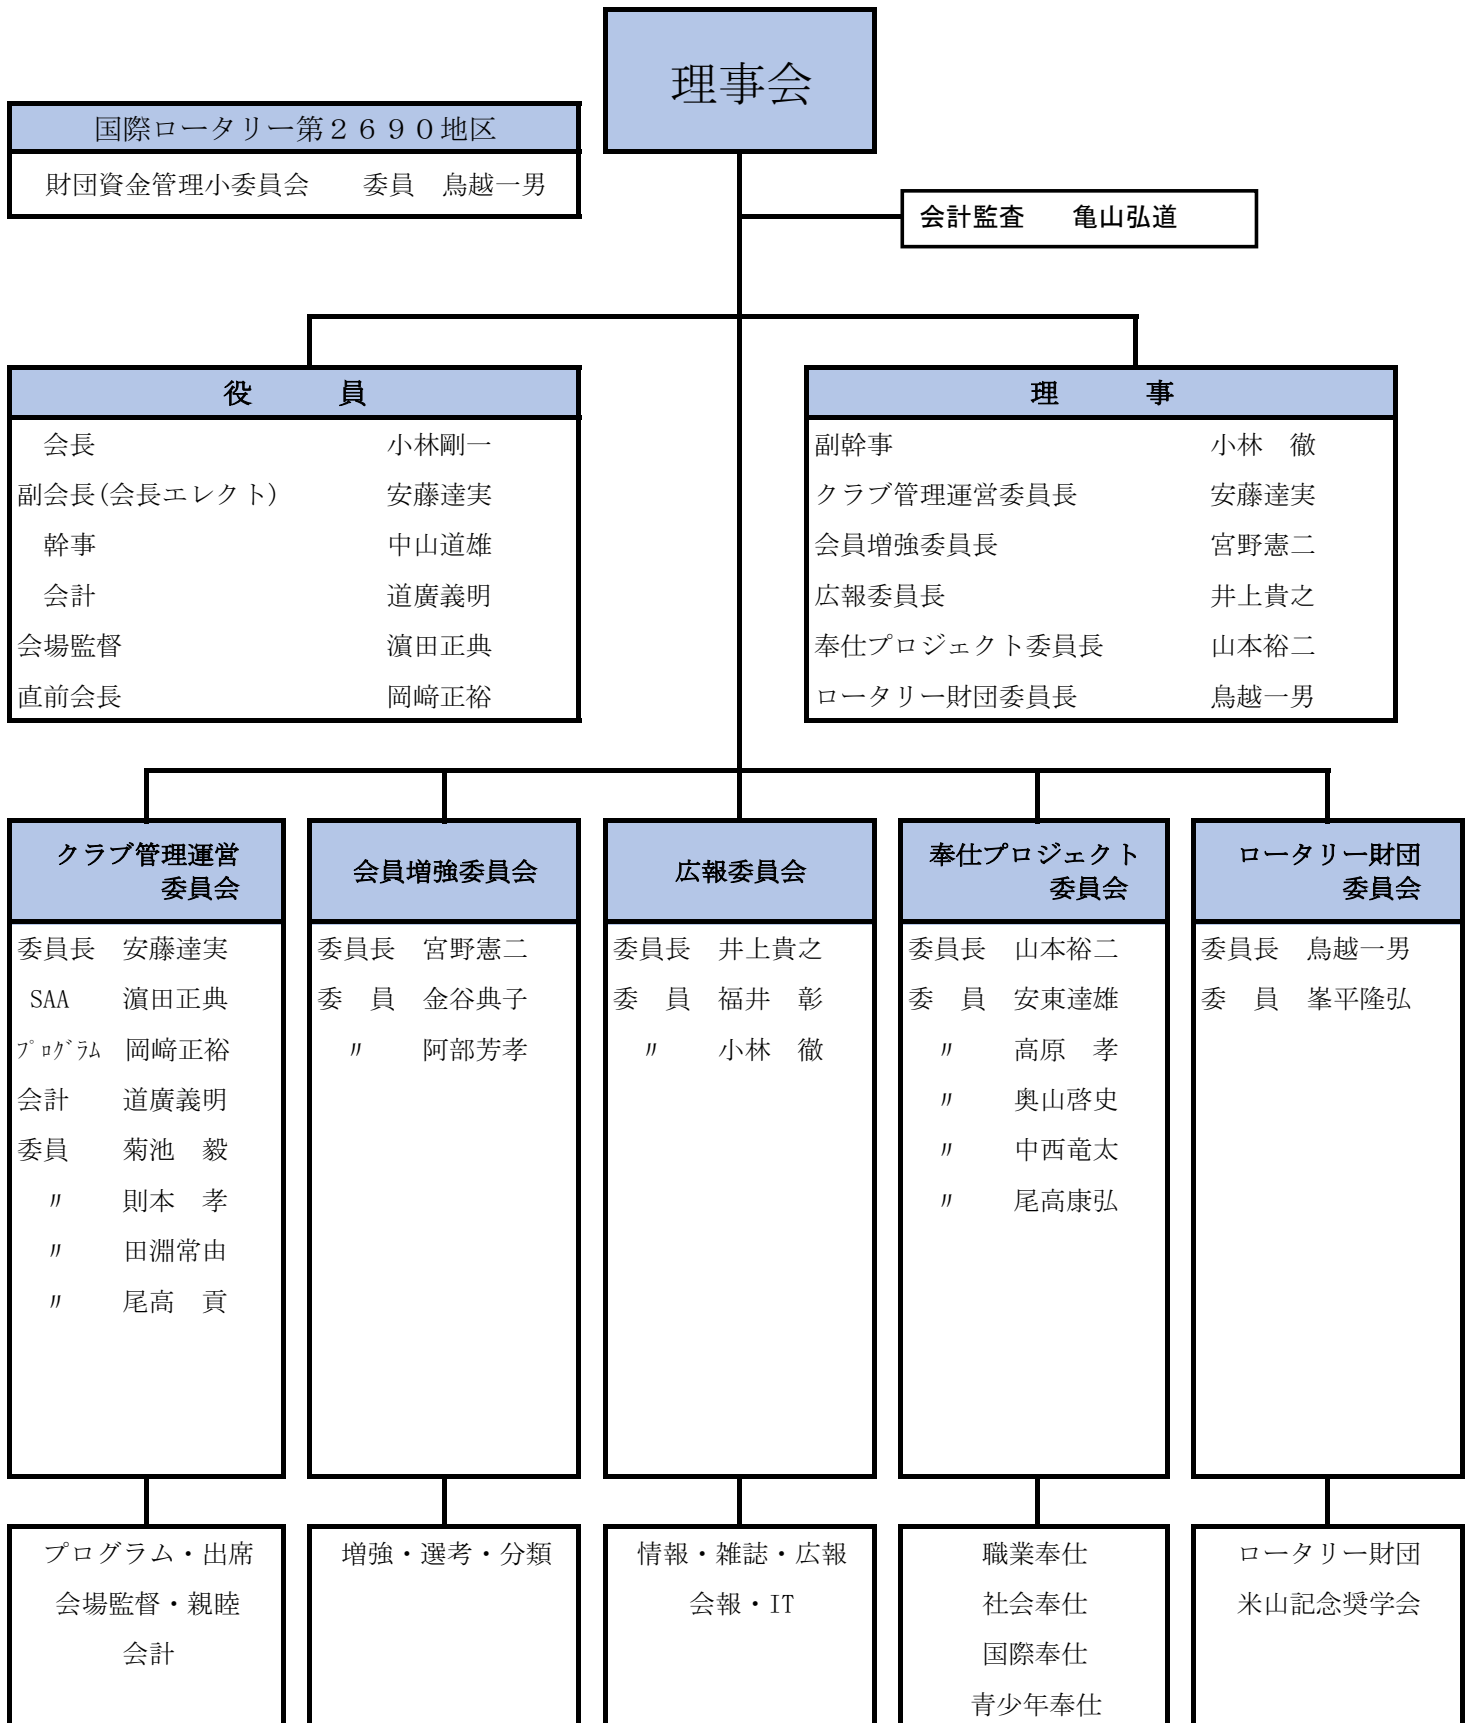 理事会
国際ロータリー第２６９０地区
財団資金管理小委員会　　委員　鳥越一男
会計監査　　亀山弘道
役　　　員
会長　小林剛一
副会長(会長エレクト)　安藤達実
幹事　中山道雄
会計　道廣義明
会場監督　濵田正典
直前会長　岡﨑正裕
理　　　事
副幹事　小林　徹
クラブ管理運営委員長　安藤達実
会員増強委員長　宮野憲二
広報委員長　井上貴之
奉仕プロジェクト委員長　山本裕二
ロータリー財団委員長　鳥越一男
クラブ管理運営
委員会
委員長　安藤達実
SAA　濵田正典
ﾌﾟﾛｸﾞﾗﾑ　岡﨑正裕
会計　道廣義明
委員　菊池　毅
〃　則本　孝
〃　田淵常由
〃　尾高　貢
プログラム・出席
会場監督・親睦
会計
会員増強委員会
委員長　宮野憲二
委　員　金谷典子
〃　阿部芳孝
増強・選考・分類
広報委員会
委員長　井上貴之
委　員　福井　彰
〃　小林　徹
情報・雑誌・広報
会報・IT
奉仕プロジェクト
委員会
委員長　山本裕二
委　員　安東達雄
〃　高原　孝
〃　奥山啓史
〃　中西竜太
〃　尾高康弘
職業奉仕
社会奉仕
国際奉仕
青少年奉仕
ロータリー財団
委員会
委員長　鳥越一男
委　員　峯平隆弘
ロータリー財団
米山記念奨学会